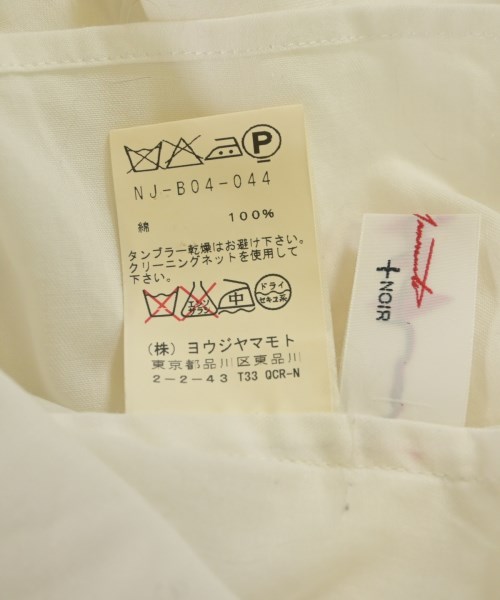 P
NJ-B04-044
綿 100%
タンブラー乾燥はお避け下さい。
クリーニングネットを使用して
下さい。
エンソ
サラシ
中
ドライ
セキユ系
(株) ヨウジヤマモト
東京都品川区東品川
2-2-43 T33 QCR-N
+NOIR